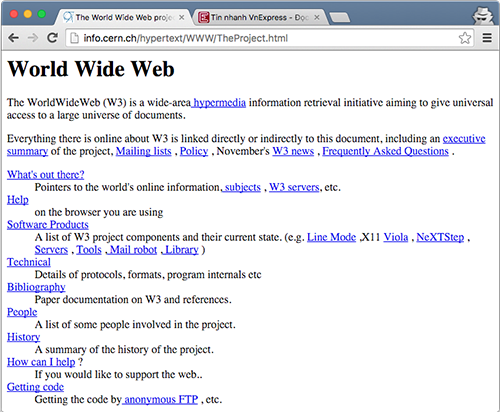 The World Wide Web proje
Tin nhanh VnExpress - Đọc
info.cern.ch/hypertext/WWW/TheProject.html
World Wide Web
The WorldWideWeb (W3) is a wide-area hypermedia information retrieval initiative aiming to give universal
access to a large universe of documents.
Everything there is online about W3 is linked directly or indirectly to this document, including an executive
summary of the project, Mailing lists , Policy , November's W3 news , Frequently Asked Questions .
What's out there?
Pointers to the world's online information, subjects , W3 servers, etc.
Help
on the browser you are using
Software Products
A list of W3 project components and their current state. (e.g. Line Mode ,X11 Viola , NeXTStep ,
Servers , Tools , Mail robot , Library )
Technical
Details of protocols, formats, program internals etc
Bibliography
Paper documentation on W3 and references.
People
A list of some people involved in the project.
History
A summary of the history of the project.
How can I help ?
If you would like to support the web..
Getting code
Getting the code by anonymous FTP , etc.